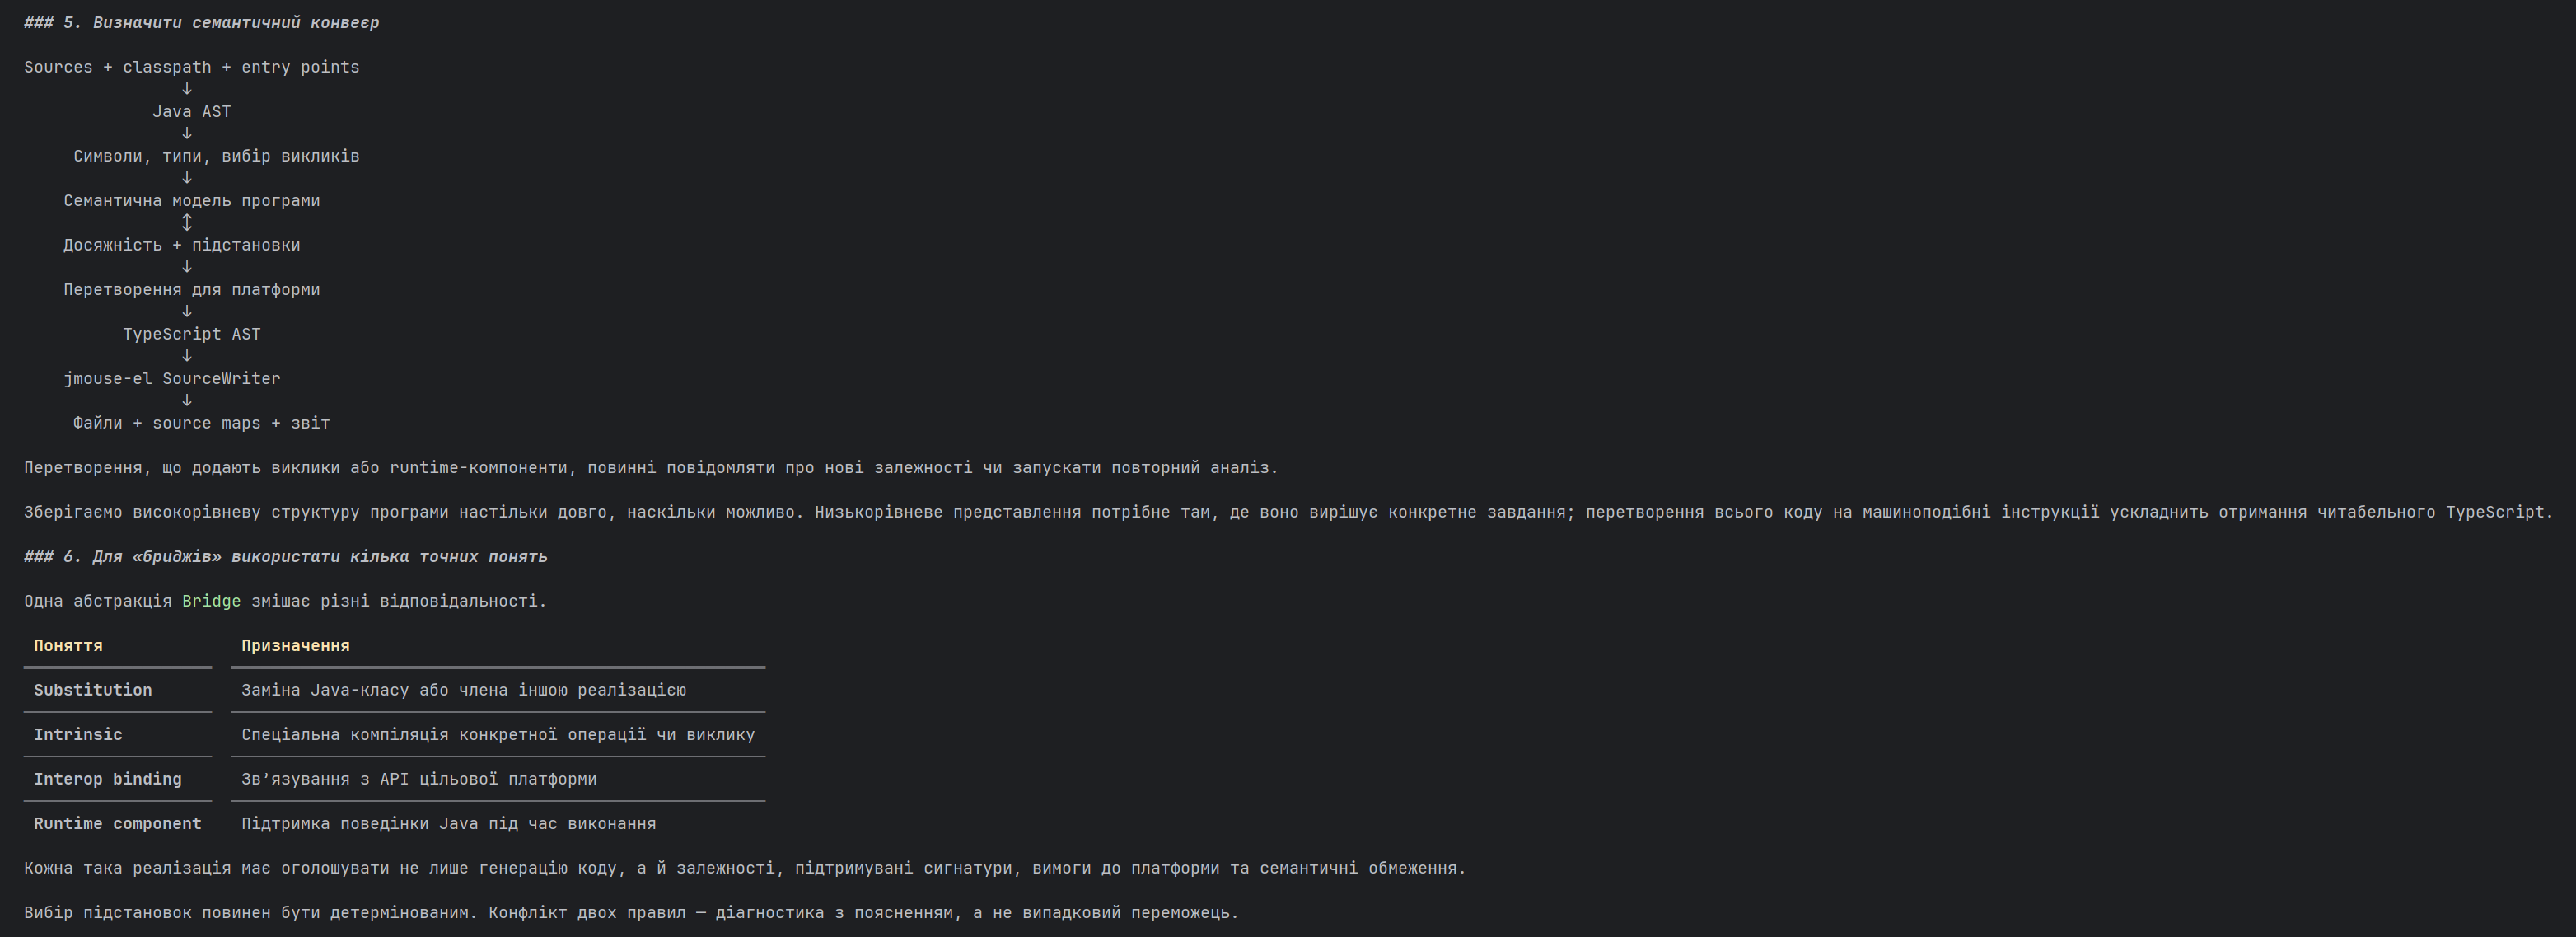 ### 5. Визначити семантичний конвеєр
Sources + classpath + entry points
↓
Java AST
↓
Символи, типи, вибір викликів
↓
Семантична модель програми
↕
Досяжність + підстановки
↓
Перетворення для платформи
↓
TypeScript AST
↓
jmouse-el SourceWriter
↓
Файли + source maps + звіт
Перетворення, що додають виклики або runtime-компоненти, повинні повідомляти про нові залежності чи запускати повторний аналіз.
Зберігаємо високорівневу структуру програми настільки довго, наскільки можливо. Низькорівневе представлення потрібне там, де воно вирішує конкретне завдання; перетворення всього коду на машиноподібні інструкції ускладнить отримання читабельного TypeScript.
### 6. Для «бриджів» використати кілька точних понять
Одна абстракція Bridge змішає різні відповідальності.
Поняття Призначення
Substitution Заміна Java-класу або члена іншою реалізацією
Intrinsic Спеціальна компіляція конкретної операції чи виклику
Interop binding Зв’язування з API цільової платформи
Runtime component Підтримка поведінки Java під час виконання
Кожна така реалізація має оголошувати не лише генерацію коду, а й залежності, підтримувані сигнатури, вимоги до платформи та семантичні обмеження.
Вибір підстановок повинен бути детермінованим. Конфлікт двох правил — діагностика з поясненням, а не випадковий переможець.